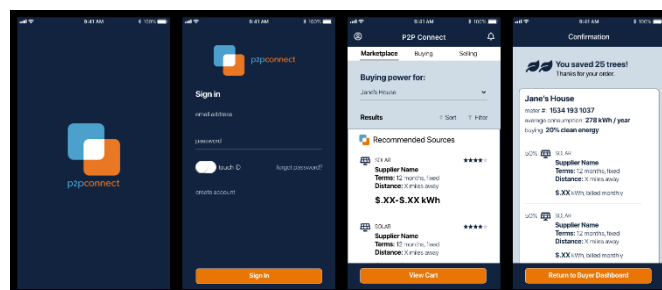 9:41 AM
100%
p2pconnect
9:41 AM
100%
p2pconnect
Sign in
email address
password
touch ID
forgot password?
create account
Sign In
9:41 AM
100%
P2P Connect
Marketplace Buying Selling
Buying power for:
Jane's House
Results Sort Filter
Recommended Sources
SOLAR ★★★★☆
Supplier Name
Terms: 12 months, fixed
Distance: X miles away
$.XX-$.XX kWh
SOLAR ★★★★☆
Supplier Name
Terms: 12 months, fixed
Distance: X miles away
View Cart
9:41 AM
100%
Confirmation
You saved 25 trees!
Thanks for your order.
Jane's House
meter #: 1534 193 1037
average consumption: 278 kWh / year
buying: 20% clean energy
50% SOLAR
Supplier Name
Terms: 12 months, fixed
Distance: X miles away
$.XX kWh, billed monthly
50% SOLAR
Supplier Name
Terms: 12 months, fixed
Distance: X miles away
$.XX kWh, billed monthly
Return to Buyer Dashboard